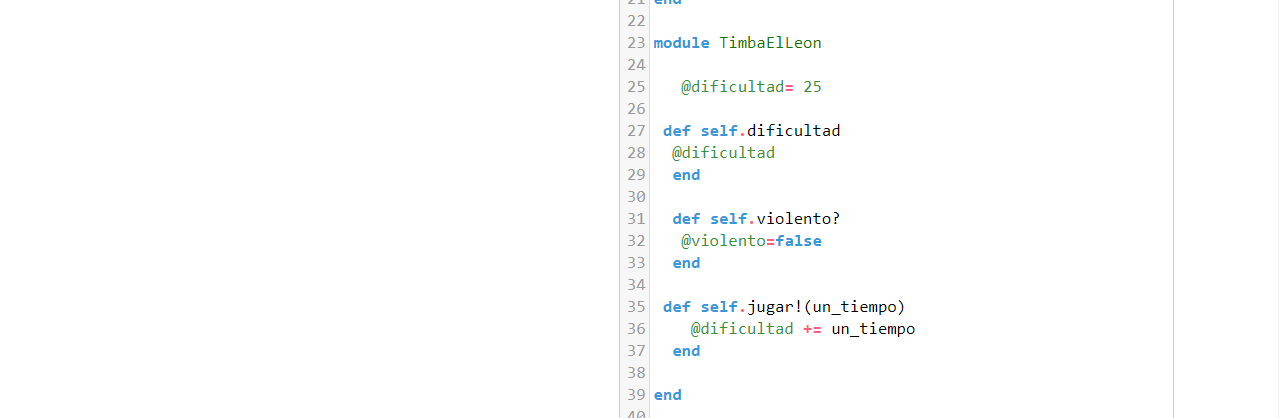 21 end
22
23 module TimbaElLeon
24
25 @dificultad= 25
26
27 def self.dificultad
28 @dificultad
29 end
30
31 def self.violento?
32 @violento=false
33 end
34
35 def self.jugar!(un_tiempo)
36 @dificultad += un_tiempo
37 end
38
39 end
40